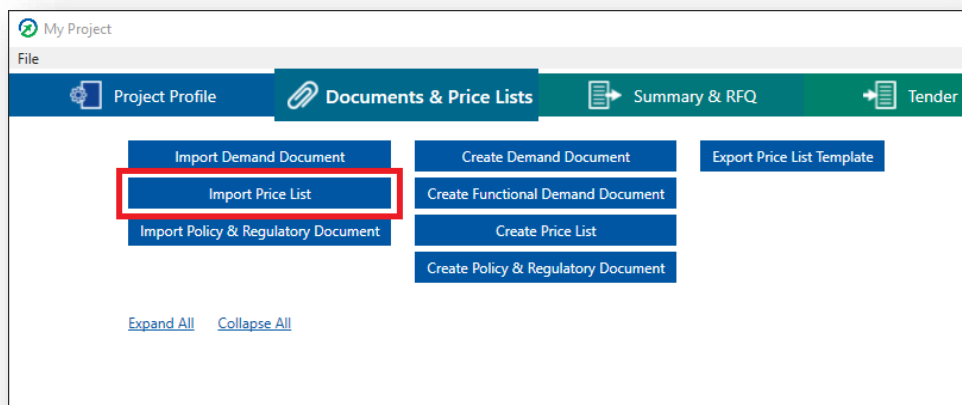 My Project
File
Project Profile
Documents & Price Lists
Summary & RFQ
Tender
Import Demand Document
Create Demand Document
Export Price List Template
Import Price List
Create Functional Demand Document
Import Policy & Regulatory Document
Create Price List
Create Policy & Regulatory Document
Expand All
Collapse All